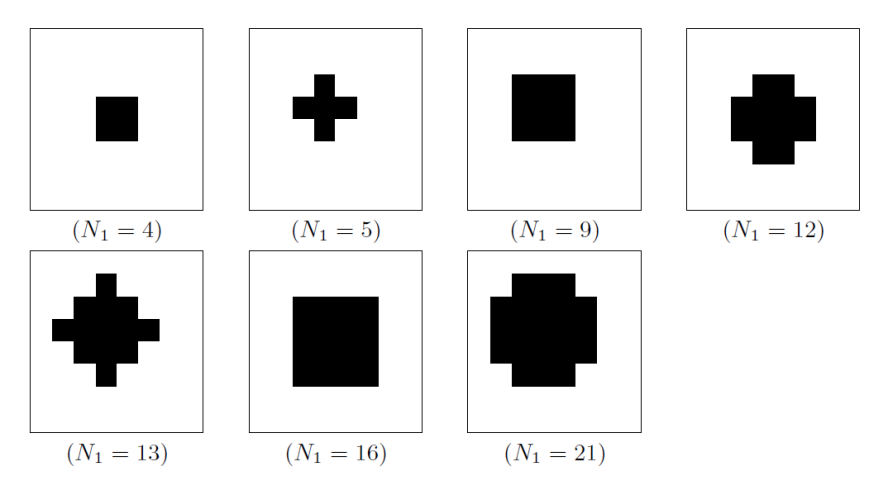 (N₁ = 4) (N₁ = 5) (N₁ = 9) (N₁ = 12)
(N₁ = 13) (N₁ = 16) (N₁ = 21)